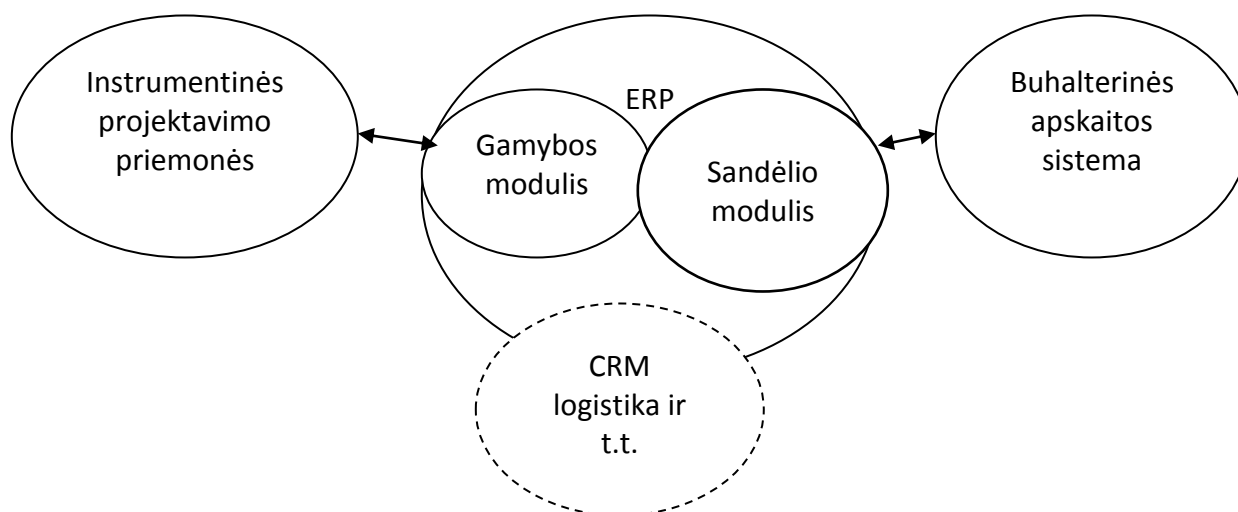 Instrumentinės
projektavimo
priemonės
ERP
Gamybos
modulis
Sandėlio
modulis
Buhalterinės
apskaitos
sistema
CRM
logistika ir
t.t.